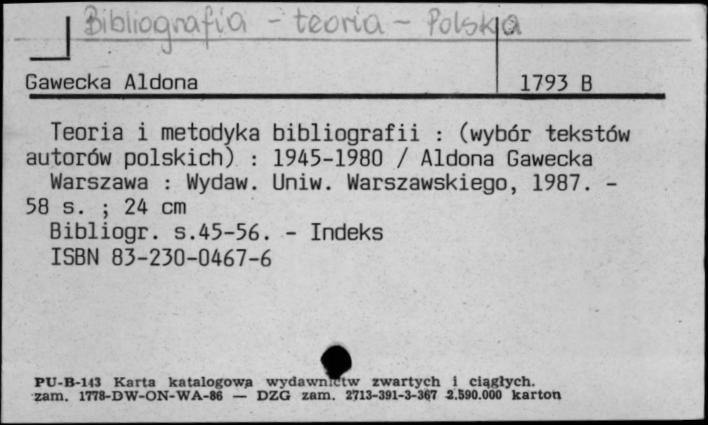 Bibliografia - teoria - Polska
Gawecka Aldona 1793 B
Teoria i metodyka bibliografii : (wybór tekstów
autorów polskich) : 1945-1980 / Aldona Gawecka
Warszawa : Wydaw. Uniw. Warszawskiego, 1987. -
58 s. ; 24 cm
Bibliogr. s.45-56. - Indeks
ISBN 83-230-0467-6
PU-B-143 Karta katalogowa wydawnictw zwartych i ciągłych.
zam. 1778-DW-ON-WA-86 — DZG zam. 2713-391-3-367 2.590.000 karton